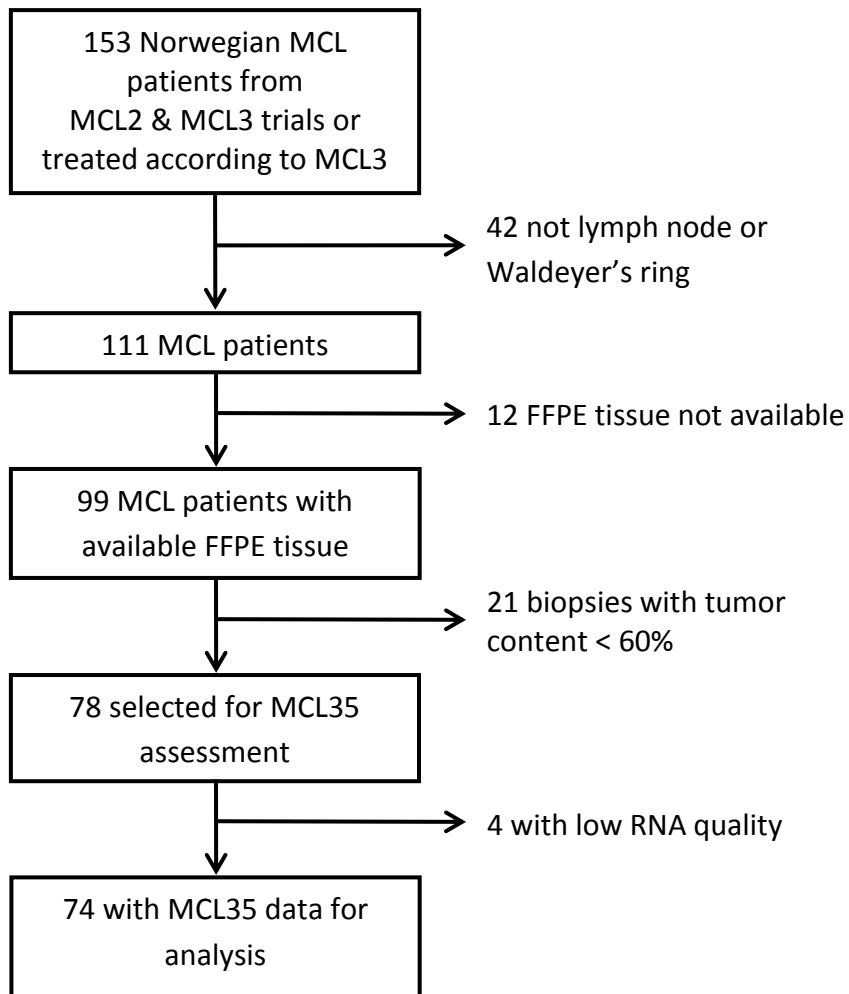 153 Norwegian MCL
patients from
MCL2 & MCL3 trials or
treated according to MCL3
42 not lymph node or
Waldeyer’s ring
111 MCL patients
12 FFPE tissue not available
99 MCL patients with
available FFPE tissue
21 biopsies with tumor
content < 60%
78 selected for MCL35
assessment
4 with low RNA quality
74 with MCL35 data for
analysis